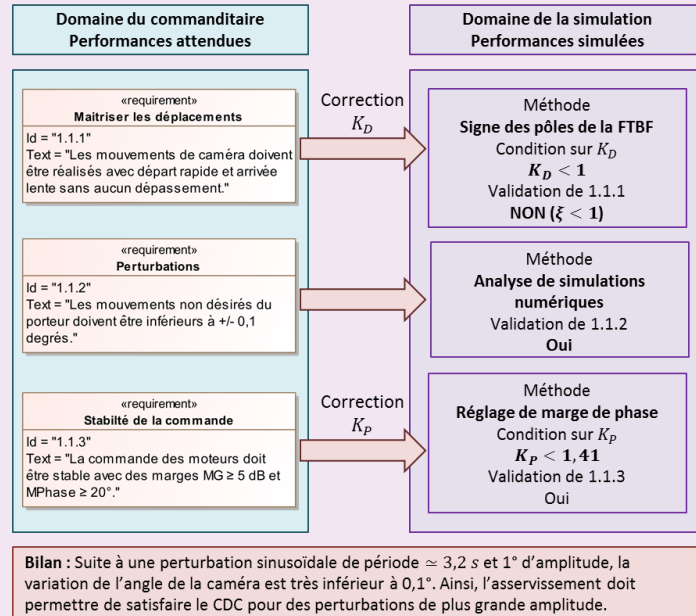 Domaine du commanditaire
Performances attendues
Domaine de la simulation
Performances simulées
«requirement»
Maitriser les déplacements
Id = "1.1.1"
Text = "Les mouvements de caméra doivent
être réalisés avec départ rapide et arrivée
lente sans aucun dépassement."
Correction
K_D
Méthode
Signe des pôles de la FTBF
Condition sur K_D
K_D < 1
Validation de 1.1.1
NON (ξ < 1)
«requirement»
Perturbations
Id = "1.1.2"
Text = "Les mouvements non désirés du
porteur doivent être inférieurs à +/- 0,1
degrés."
Méthode
Analyse de simulations
numériques
Validation de 1.1.2
Oui
«requirement»
Stabilté de la commande
Id = "1.1.3"
Text = "La commande des moteurs doit
être stable avec des marges MG ≥ 5 dB et
MPhase ≥ 20°."
Correction
K_P
Méthode
Réglage de marge de phase
Condition sur K_P
K_P < 1,41
Validation de 1.1.3
Oui
Bilan : Suite à une perturbation sinusoïdale de période ≃ 3,2 s et 1° d'amplitude, la
variation de l'angle de la caméra est très inférieur à 0,1°. Ainsi, l'asservissement doit
permettre de satisfaire le CDC pour des perturbations de plus grande amplitude.